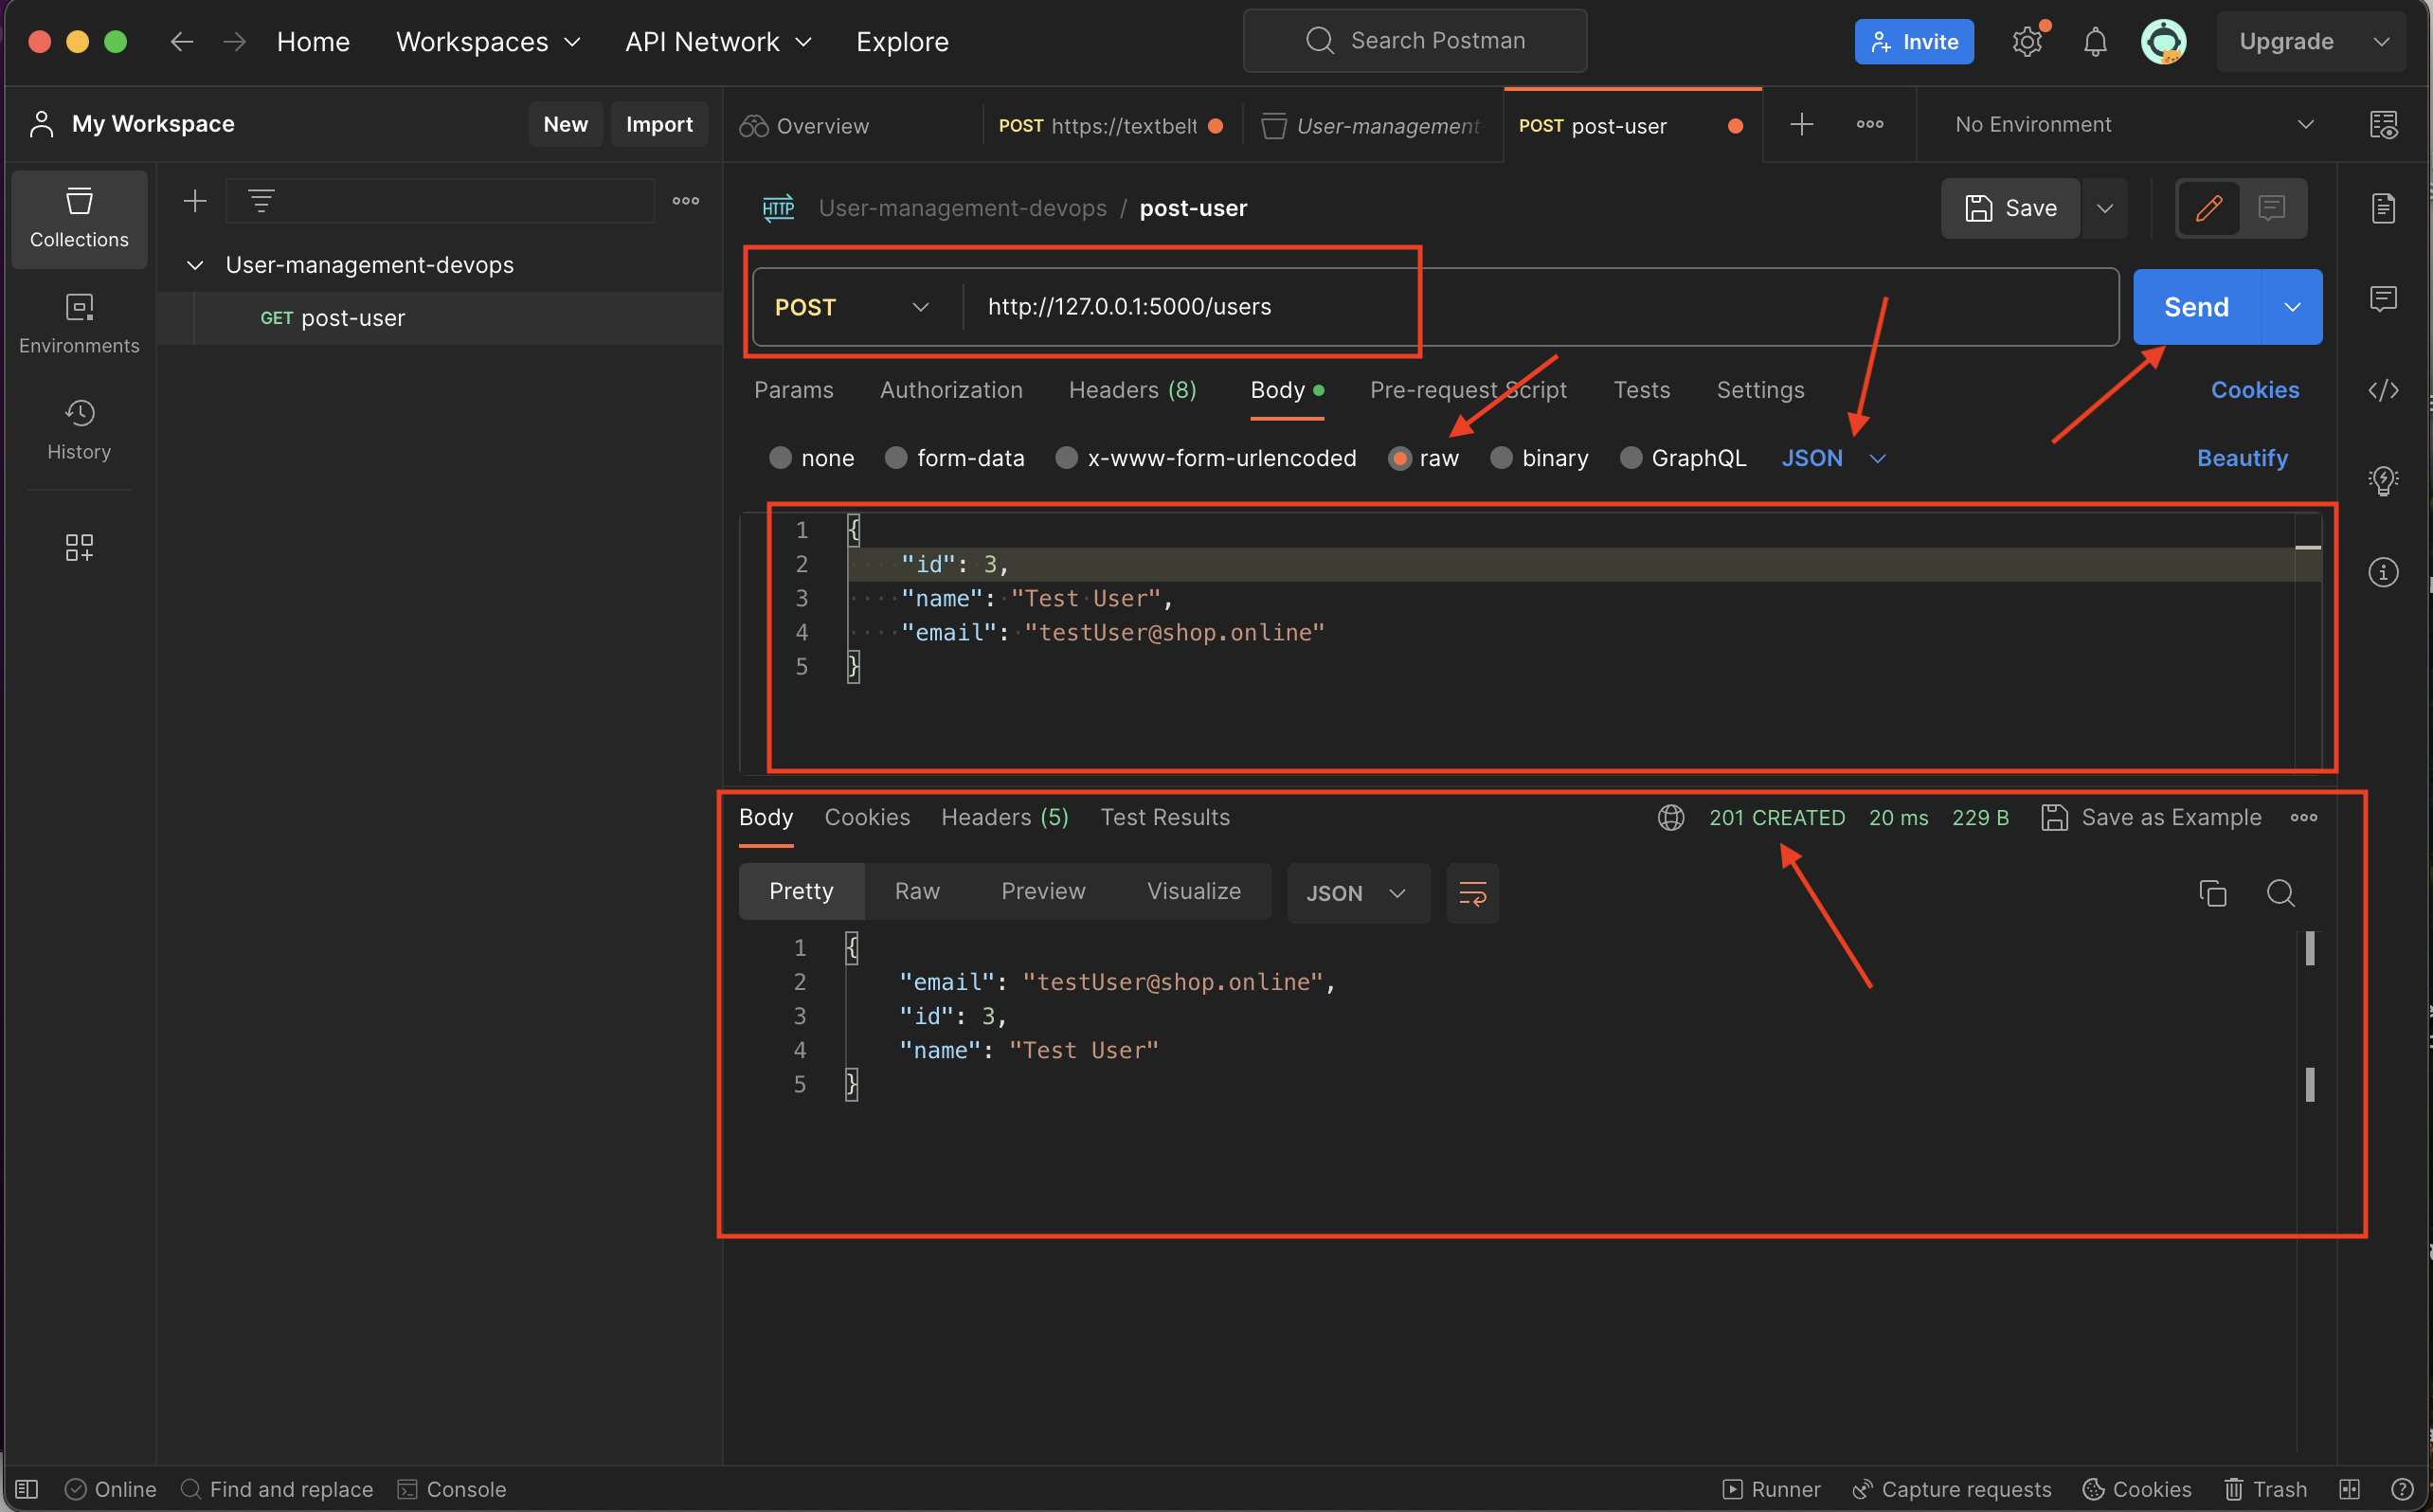 Home Workspaces API Network Explore Search Postman Invite Upgrade
My Workspace New Import Overview POST https://textbelt User-management- POST post-user No Environment
Collections
Environments
History
User-management-devops
GET post-user
HTTP User-management-devops / post-user Save
POST http://127.0.0.1:5000/users Send
Params Authorization Headers (8) Body Pre-request Script Tests Settings Cookies
none form-data x-www-form-urlencoded raw binary GraphQL JSON Beautify
1 {
2 "id": 3,
3 "name": "Test User",
4 "email": "testUser@shop.online"
5 }
Body Cookies Headers (5) Test Results 201 CREATED 20 ms 229 B Save as Example
Pretty Raw Preview Visualize JSON
1 {
2 "email": "testUser@shop.online",
3 "id": 3,
4 "name": "Test User"
5 }
Online Find and replace Console Runner Capture requests Cookies Trash